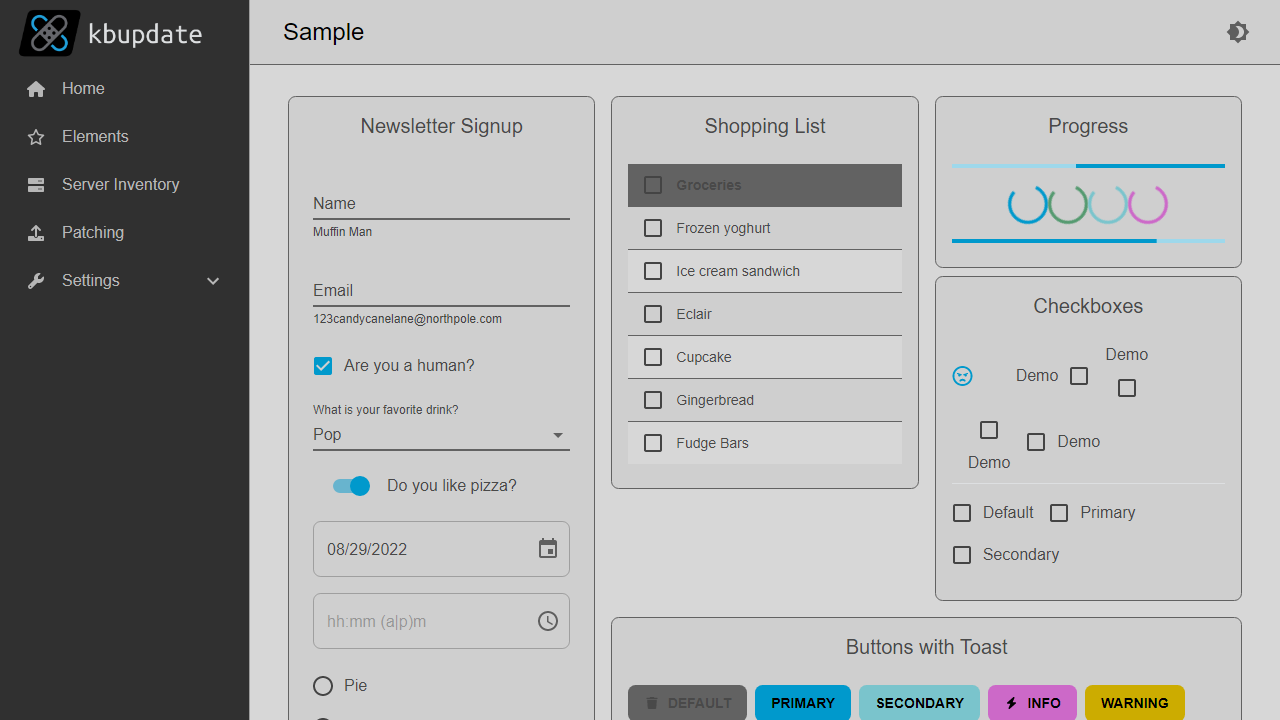 kbupdate
Home
Elements
Server Inventory
Patching
Settings
Sample
Newsletter Signup
Name
Muffin Man
Email
123candycanelane@northpole.com
Are you a human?
What is your favorite drink?
Pop
Do you like pizza?
08/29/2022
hh:mm (a|p)m
Pie
Shopping List
Groceries
Frozen yoghurt
Ice cream sandwich
Eclair
Cupcake
Gingerbread
Fudge Bars
Progress
Checkboxes
Demo
Demo
Demo
Demo
Default
Primary
Secondary
Buttons with Toast
DEFAULT
PRIMARY
SECONDARY
INFO
WARNING